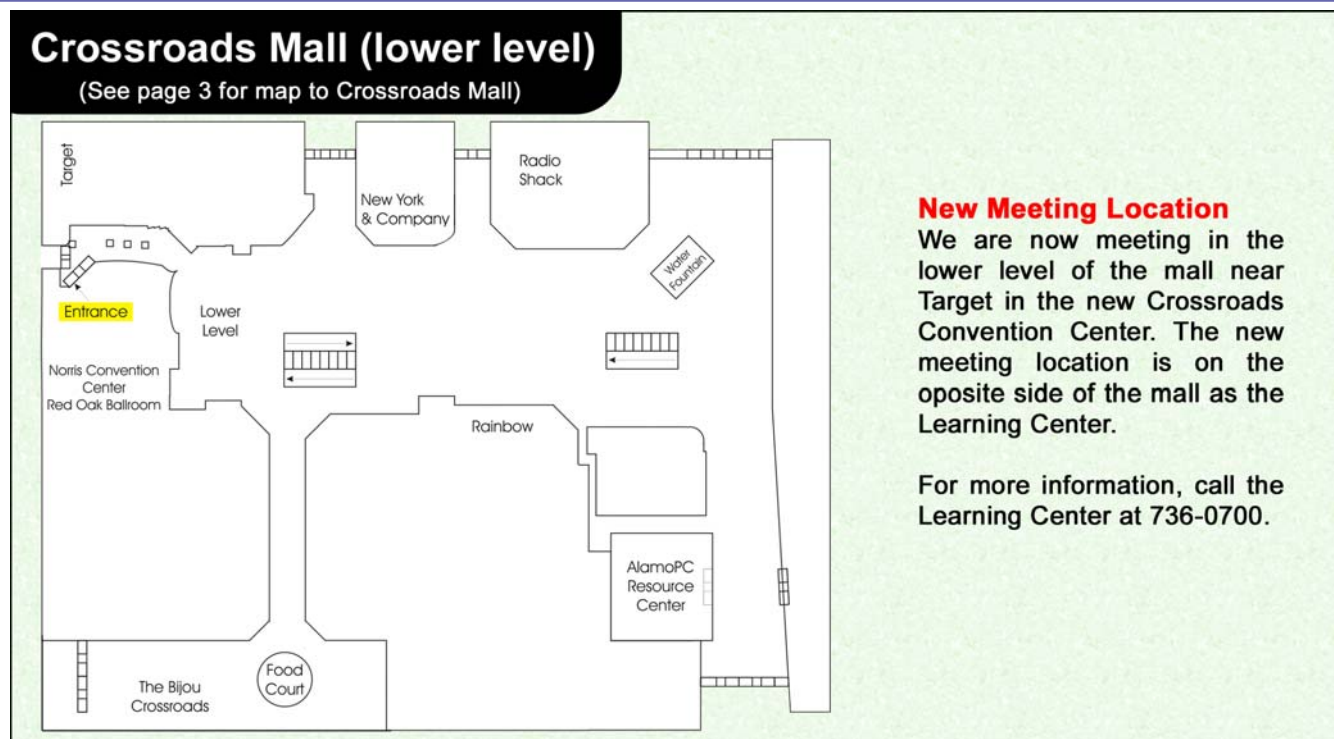 Crossroads Mall (lower level)
(See page 3 for map to Crossroads Mall)
Target
New York
& Company
Radio
Shack
Water
Fountain
Entrance
Lower
Level
Norris Convention
Center
Red Oak Ballroom
Rainbow
AlamoPC
Resource
Center
Food
Court
The Bijou
Crossroads
New Meeting Location
We are now meeting in the
lower level of the mall near
Target in the new Crossroads
Convention Center. The new
meeting location is on the
oposite side of the mall as the
Learning Center.
For more information, call the
Learning Center at 736-0700.